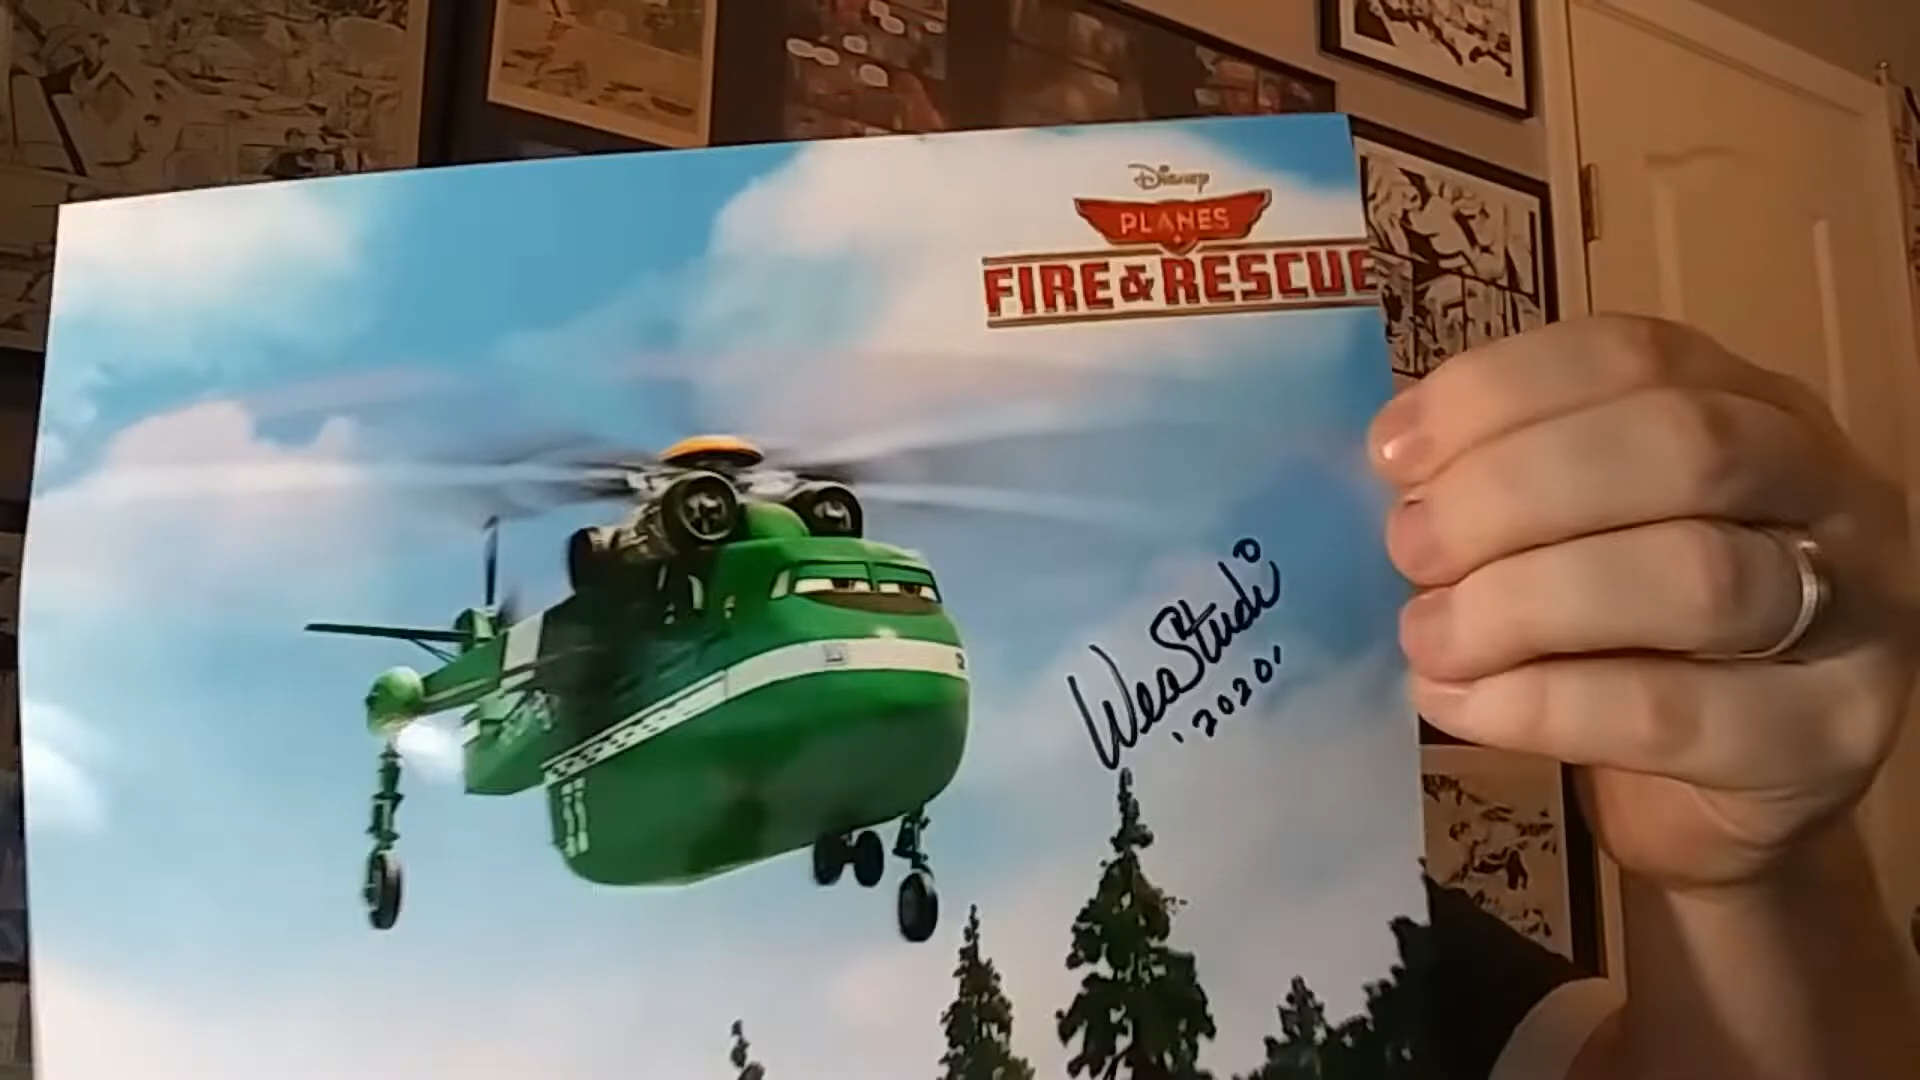 Disney
PLANES
FIRE & RESCUE
Wes Studi
'2020'